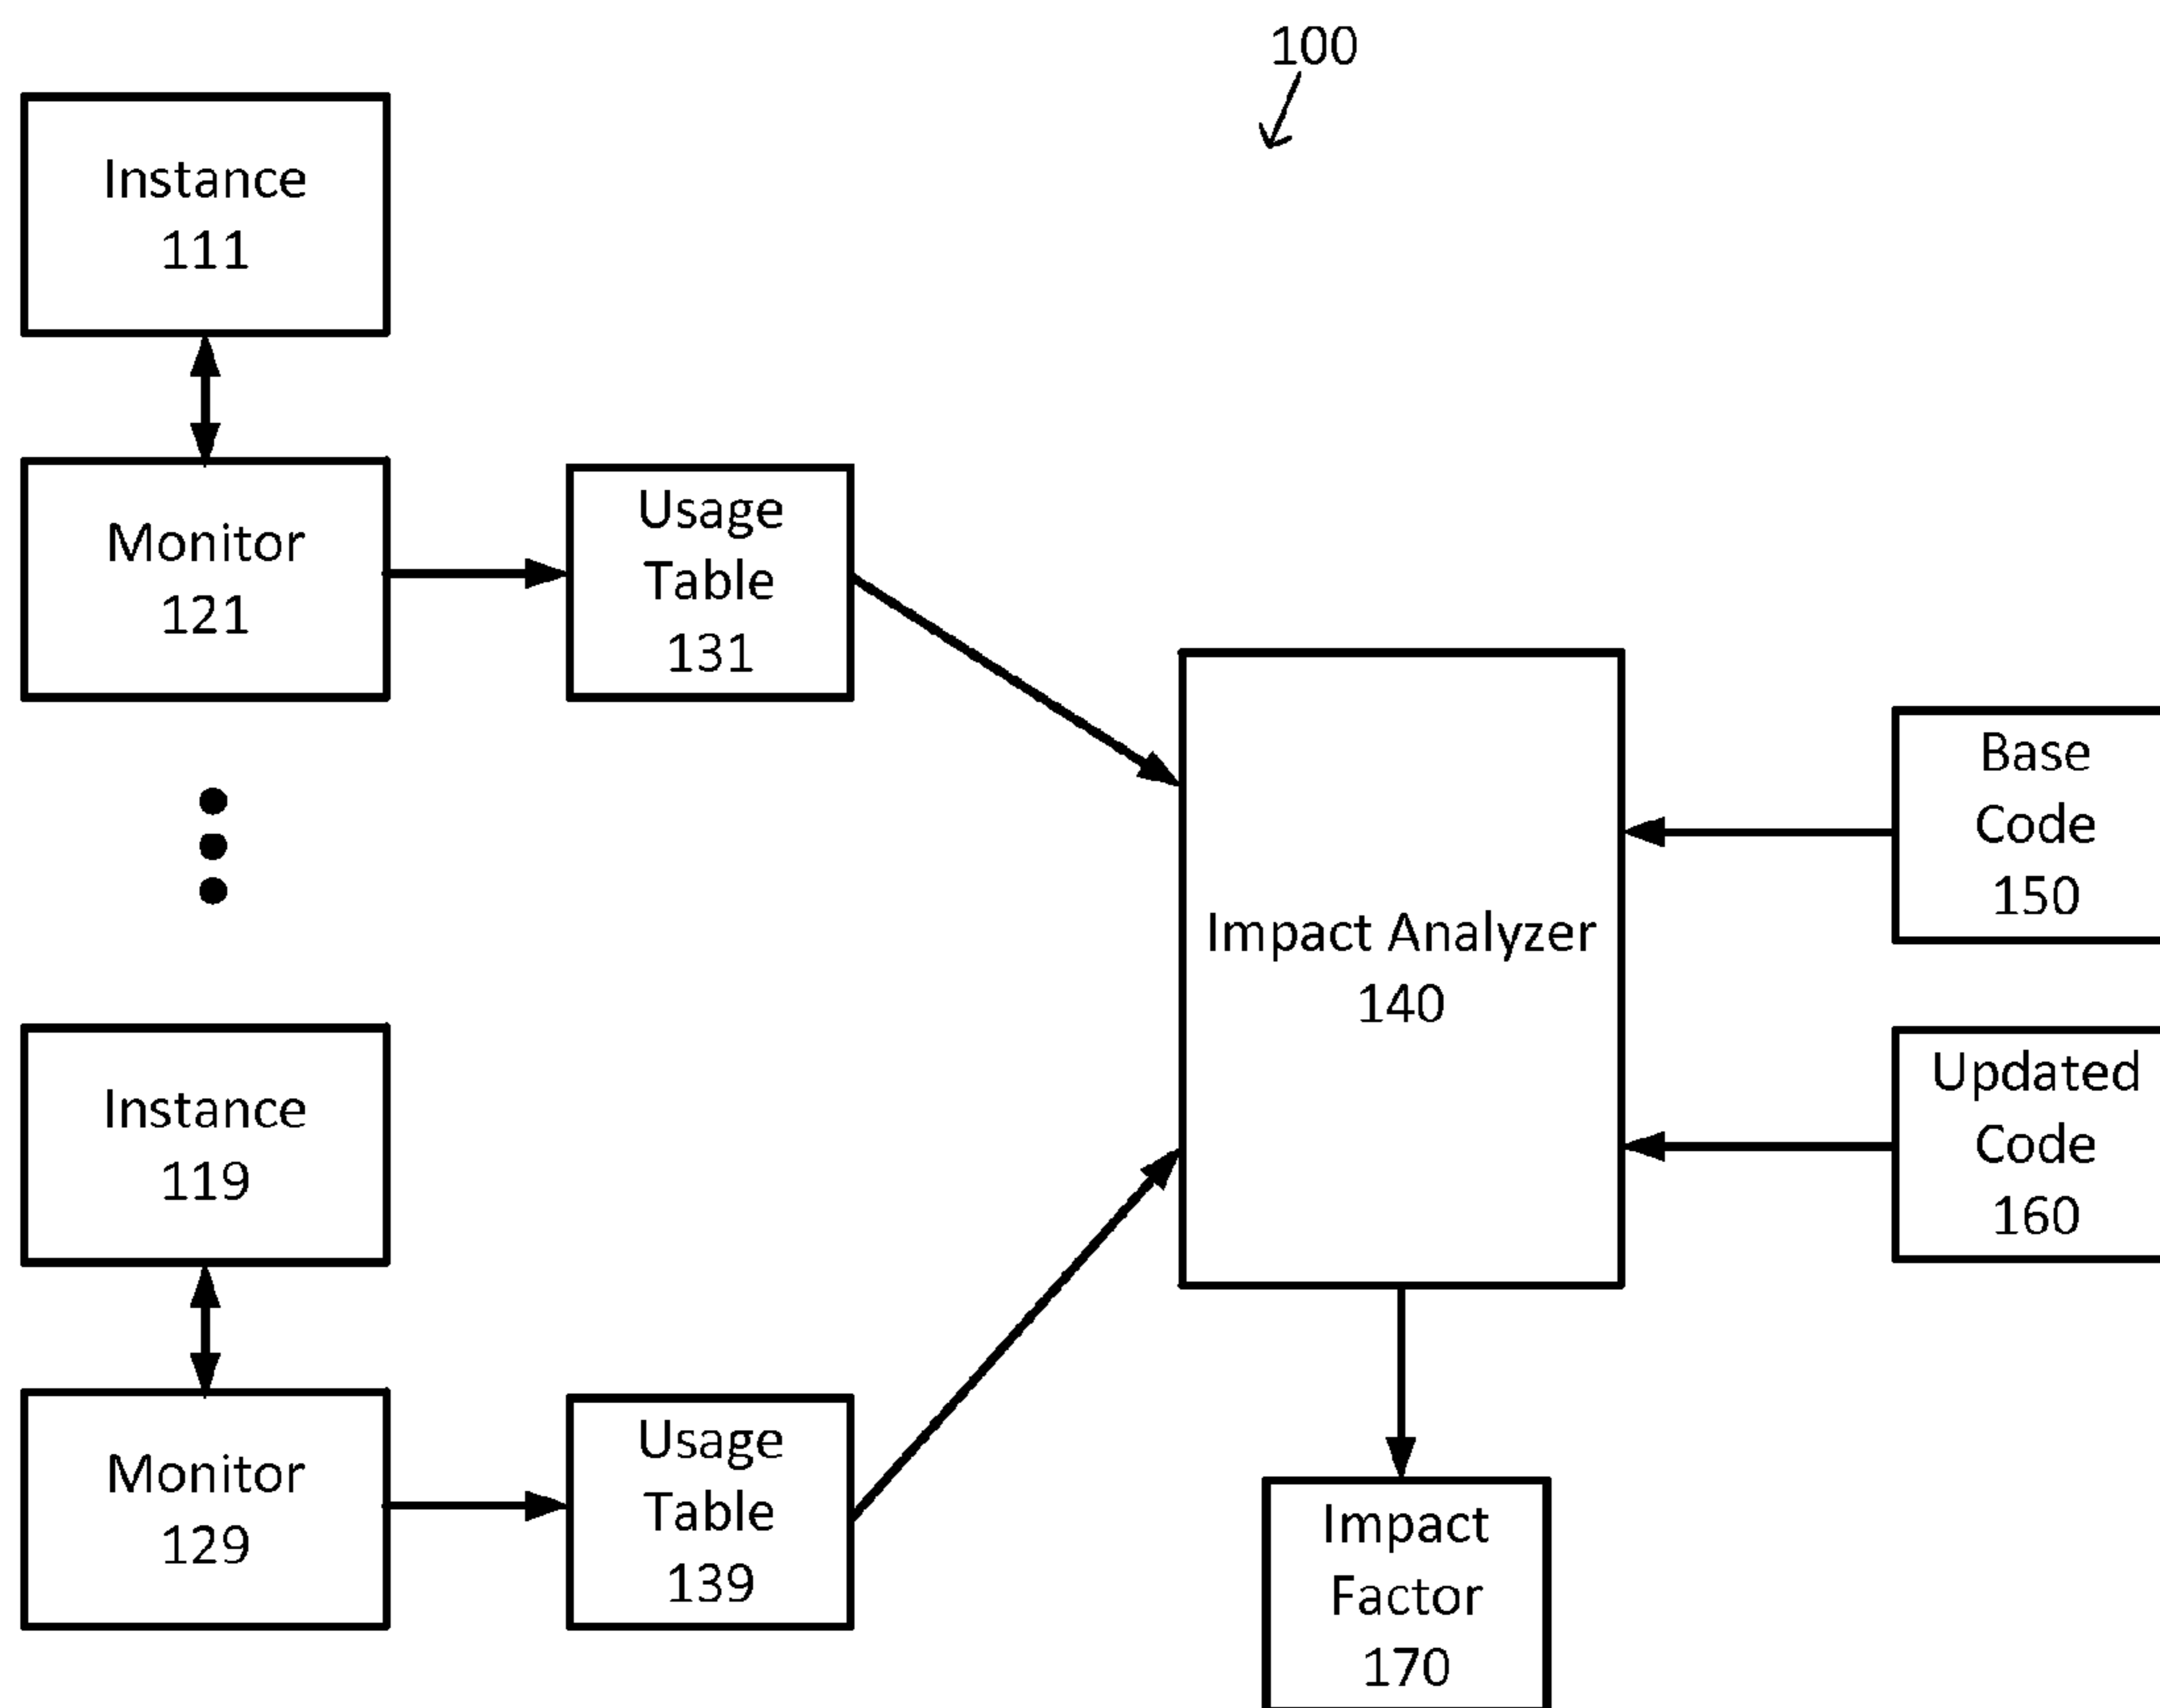 100
Instance
111
Monitor
121
Usage
Table
131
Instance
119
Monitor
129
Usage
Table
139
Impact Analyzer
140
Base
Code
150
Updated
Code
160
Impact
Factor
170